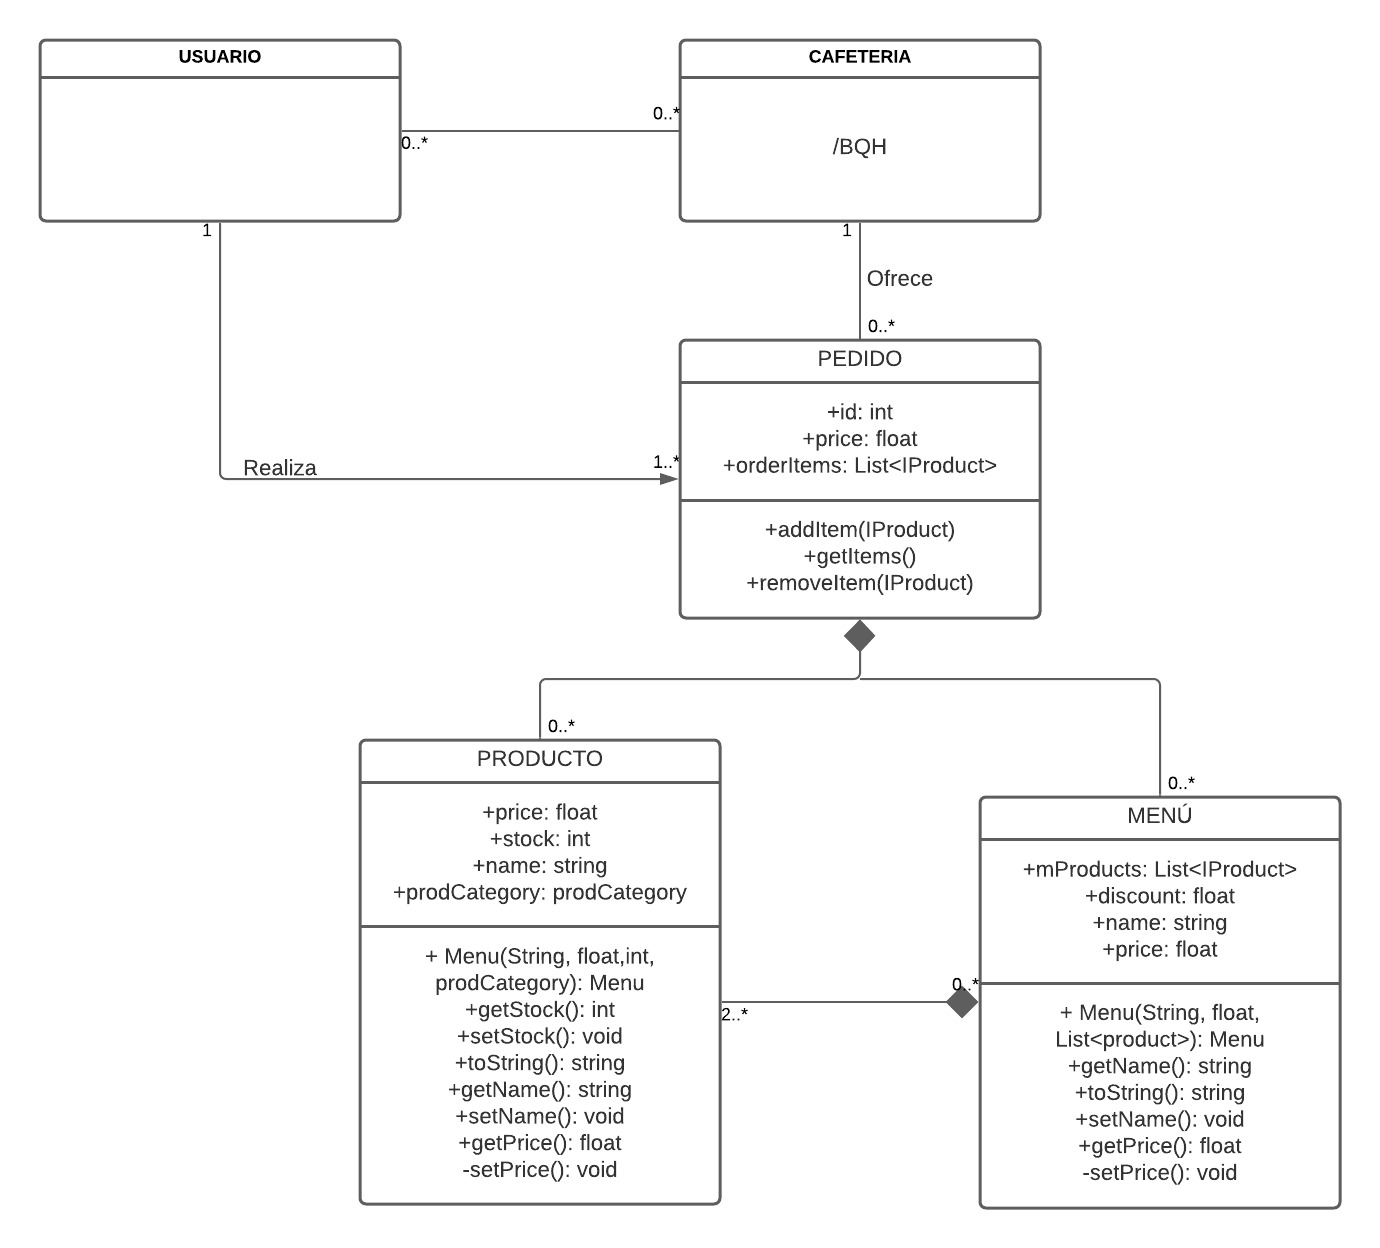 USUARIO
CAFETERIA
/BQH
0..*
0..*
1
1
Ofrece
0..*
PEDIDO
+id: int
+price: float
+orderItems: List<IProduct>
1..*
Realiza
+addItem(IProduct)
+getItems()
+removeItem(IProduct)
0..*
PRODUCTO
+price: float
+stock: int
+name: string
+prodCategory: prodCategory
+ Menu(String, float,int,
prodCategory): Menu
+getStock(): int
+setStock(): void
+toString(): string
+getName(): string
+setName(): void
+getPrice(): float
-setPrice(): void
2..*
0..*
0..*
MENÚ
+mProducts: List<IProduct>
+discount: float
+name: string
+price: float
+ Menu(String, float,
List<product>): Menu
+getName(): string
+toString(): string
+setName(): void
+getPrice(): float
-setPrice(): void